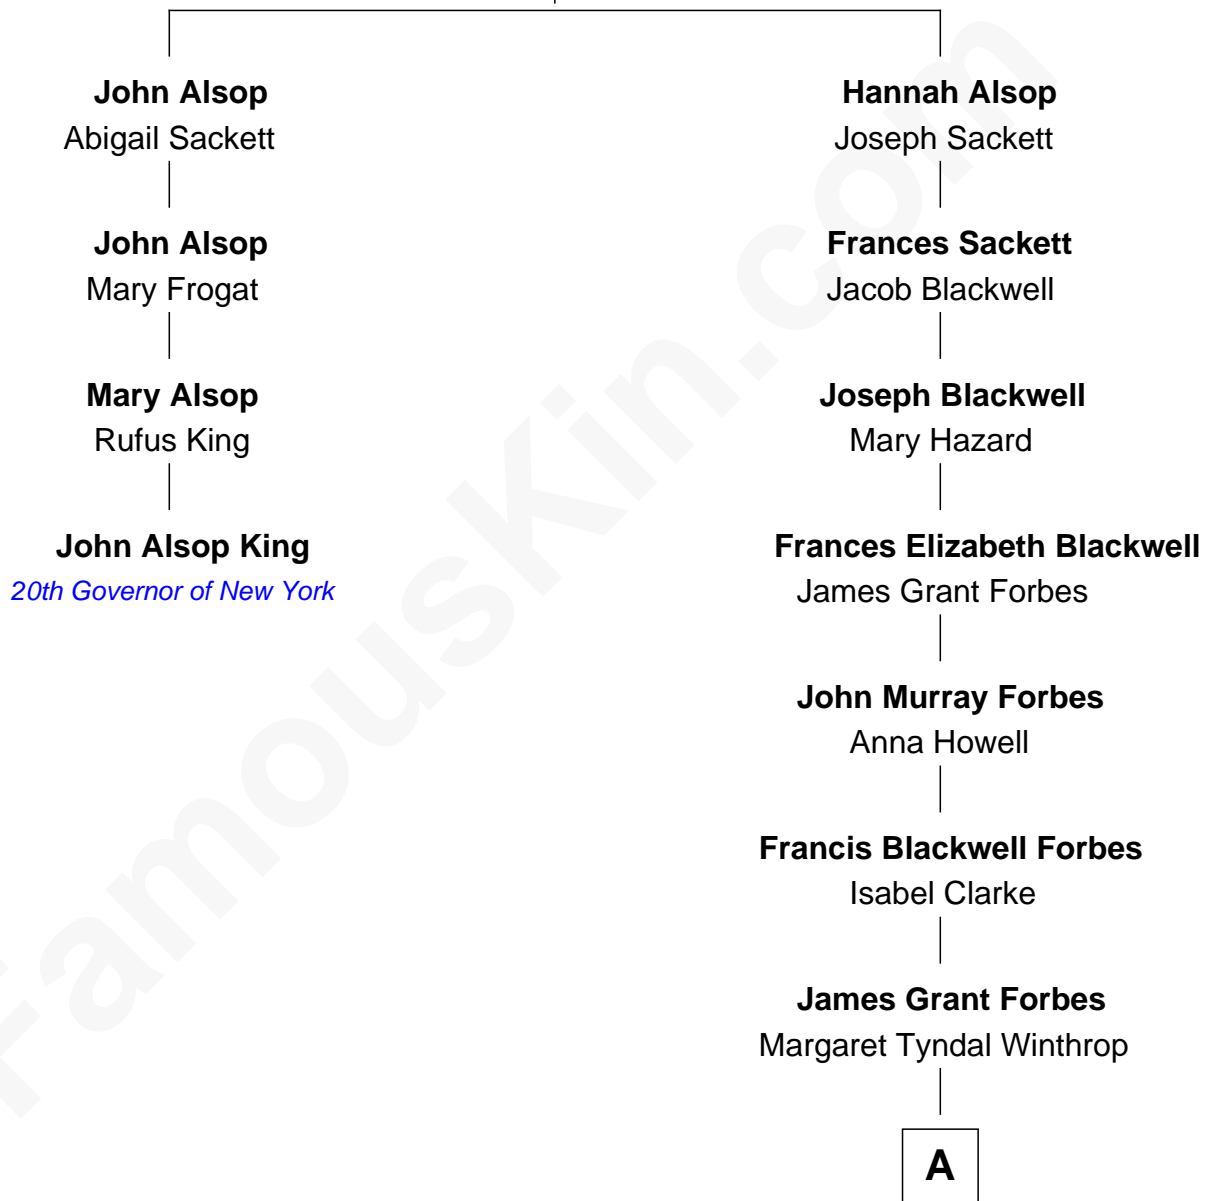 John Alsop
Abigail Sackett
John Alsop
Mary Frogat
Mary Alsop
Rufus King
John Alsop King
20th Governor of New York
Hannah Alsop
Joseph Sackett
Frances Sackett
Jacob Blackwell
Joseph Blackwell
Mary Hazard
Frances Elizabeth Blackwell
James Grant Forbes
John Murray Forbes
Anna Howell
Francis Blackwell Forbes
Isabel Clarke
James Grant Forbes
Margaret Tyndal Winthrop
A
FamousKin.com